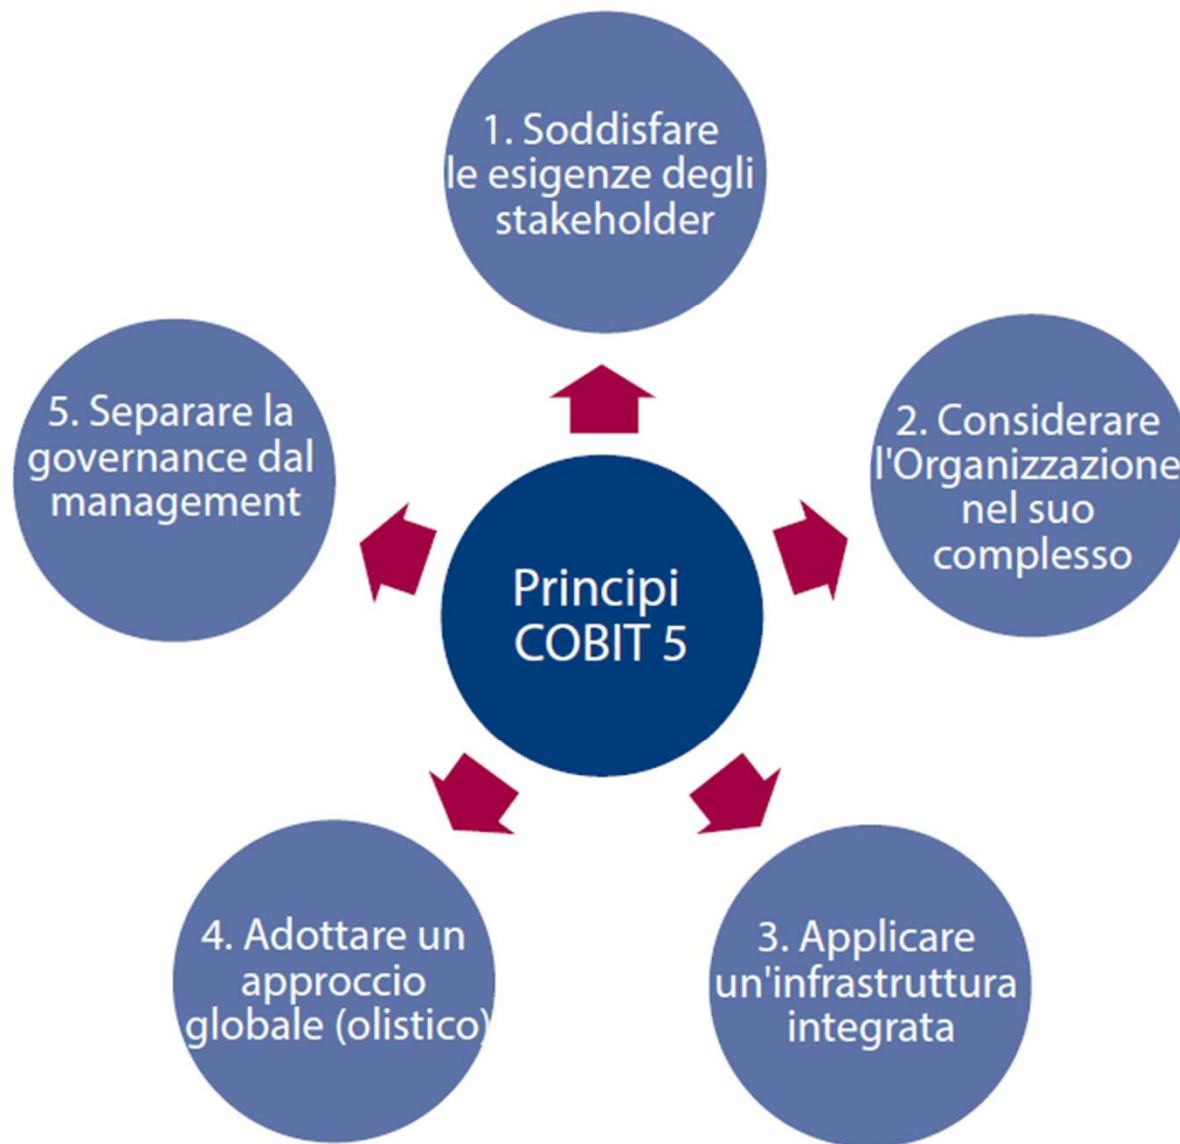 1. Soddisfare
le esigenze degli
stakeholder
5. Separare la
governance dal
management
2. Considerare
l'Organizzazione
nel suo
complesso
Principi
COBIT 5
4. Adottare un
approccio
globale (olistico)
3. Applicare
un'infrastruttura
integrata